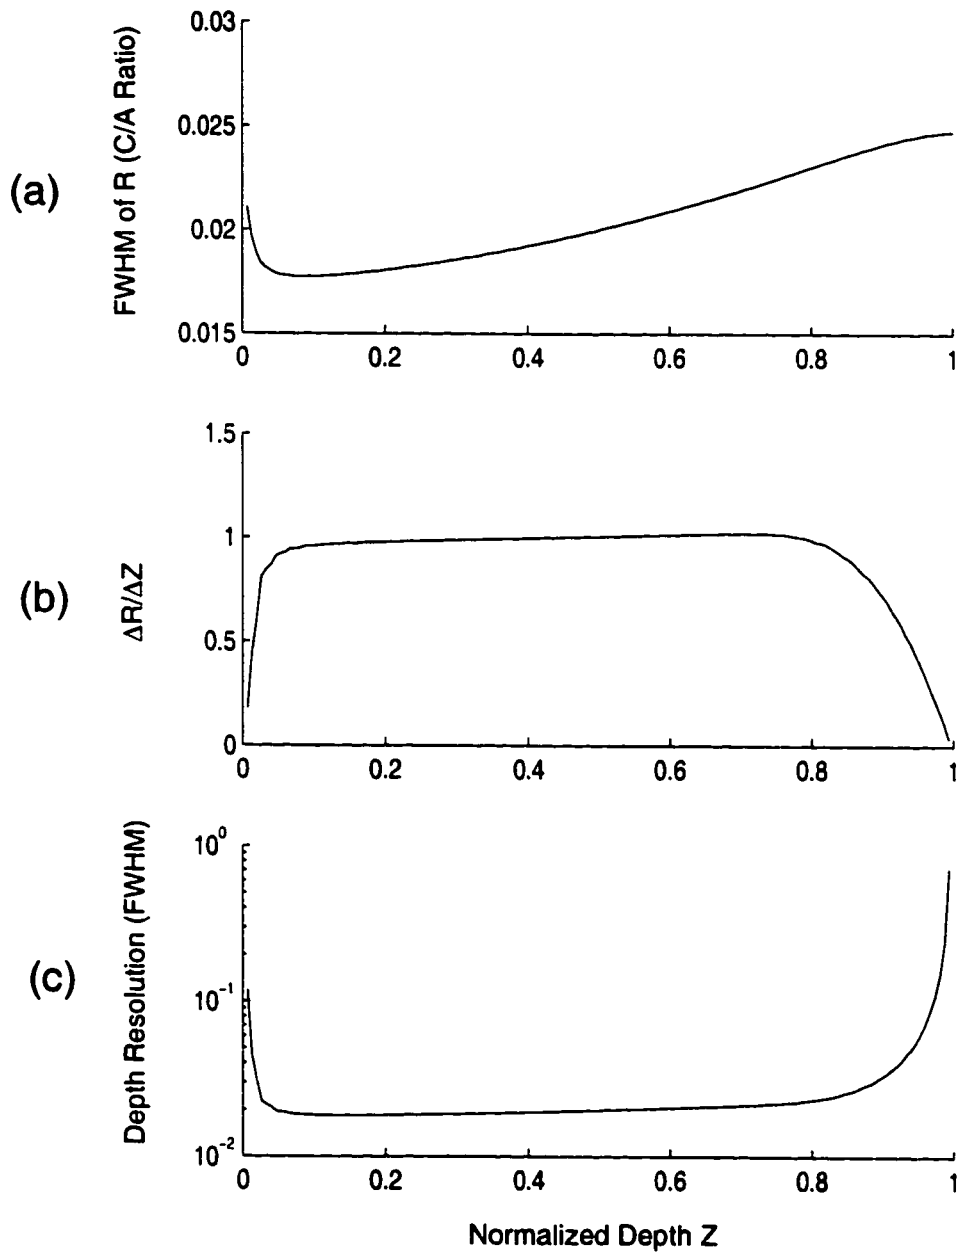 (a)
FWHM of R (C/A Ratio)
0.03
0.025
0.02
0.015
0 0.2 0.4 0.6 0.8 1
(b)
ΔR/ΔZ
1.5
1
0.5
0
0 0.2 0.4 0.6 0.8 1
(c)
Depth Resolution (FWHM)
10^0
10^-1
10^-2
0 0.2 0.4 0.6 0.8 1
Normalized Depth Z